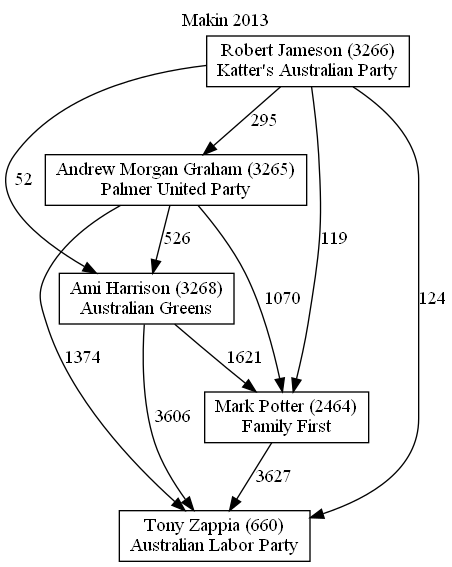 Makin 2013
Robert Jameson (3266)
Katter's Australian Party
295
Andrew Morgan Graham (3265)
Palmer United Party
52
526
119
Ami Harrison (3268)
Australian Greens
1070
124
1374
1621
3606
Mark Potter (2464)
Family First
3627
Tony Zappia (660)
Australian Labor Party